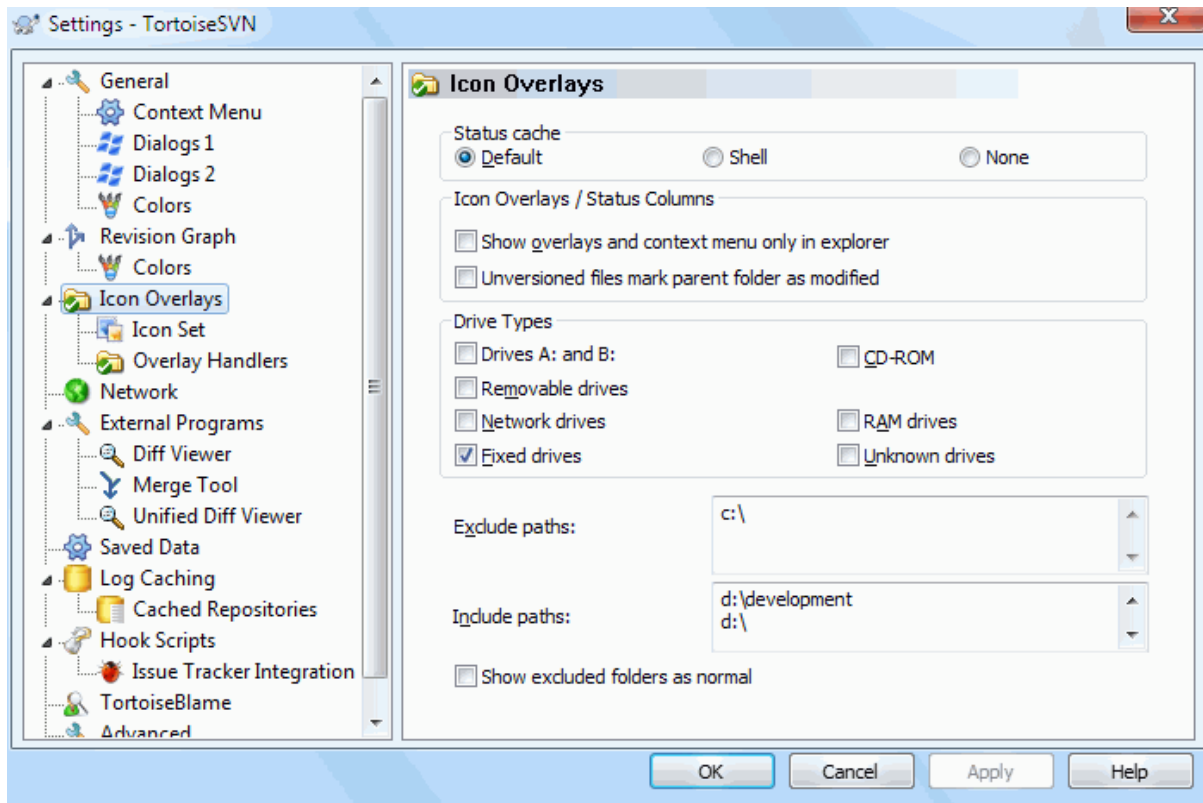 Settings - TortoiseSVN
General
Context Menu
Dialogs 1
Dialogs 2
Colors
Revision Graph
Colors
Icon Overlays
Icon Set
Overlay Handlers
Network
External Programs
Diff Viewer
Merge Tool
Unified Diff Viewer
Saved Data
Log Caching
Cached Repositories
Hook Scripts
Issue Tracker Integration
TortoiseBlame
Advanced
Icon Overlays
Status cache
Default Shell None
Icon Overlays / Status Columns
Show overlays and context menu only in explorer
Unversioned files mark parent folder as modified
Drive Types
Drives A: and B: CD-ROM
Removable drives
Network drives RAM drives
Fixed drives Unknown drives
Exclude paths:
c:\
Include paths:
d:\development
d:\
Show excluded folders as normal
OK Cancel Apply Help